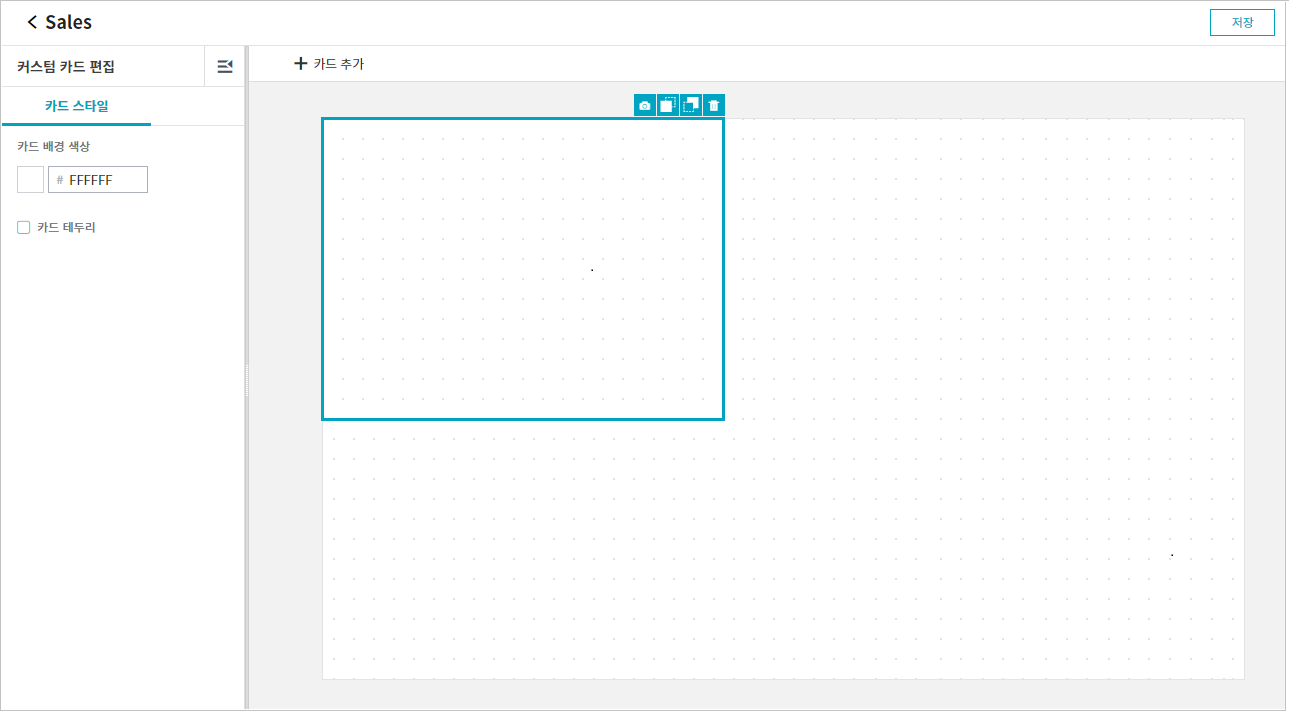 Sales
저장
커스텀 카드 편집
카드 추가
카드 스타일
카드 배경 색상
# FFFFFF
카드 테두리